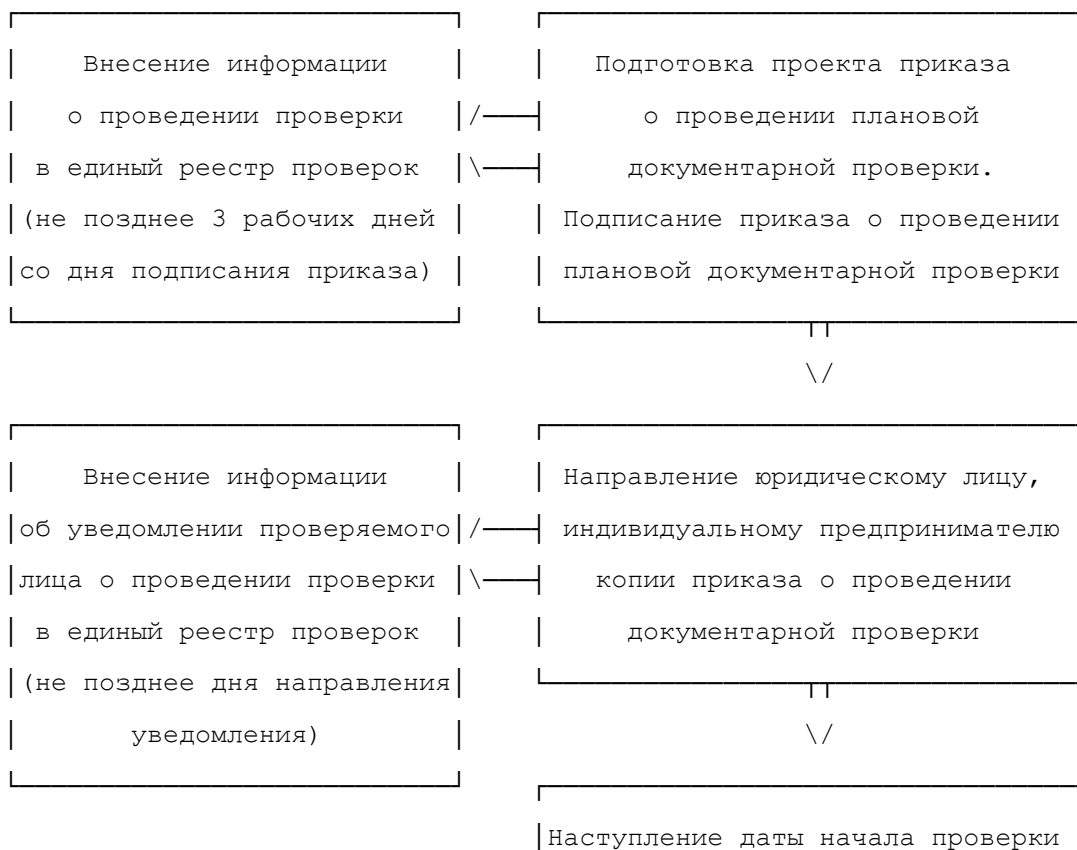 Внесение информации
о проведении проверки
в единый реестр проверок
(не позднее 3 рабочих дней
со дня подписания приказа)
Подготовка проекта приказа
о проведении плановой
документарной проверки.
Подписание приказа о проведении
плановой документарной проверки
Внесение информации
об уведомлении проверяемого
лица о проведении проверки
в единый реестр проверок
(не позднее дня направления
уведомления)
Направление юридическому лицу,
индивидуальному предпринимателю
копии приказа о проведении
документарной проверки
Наступление даты начала проверки